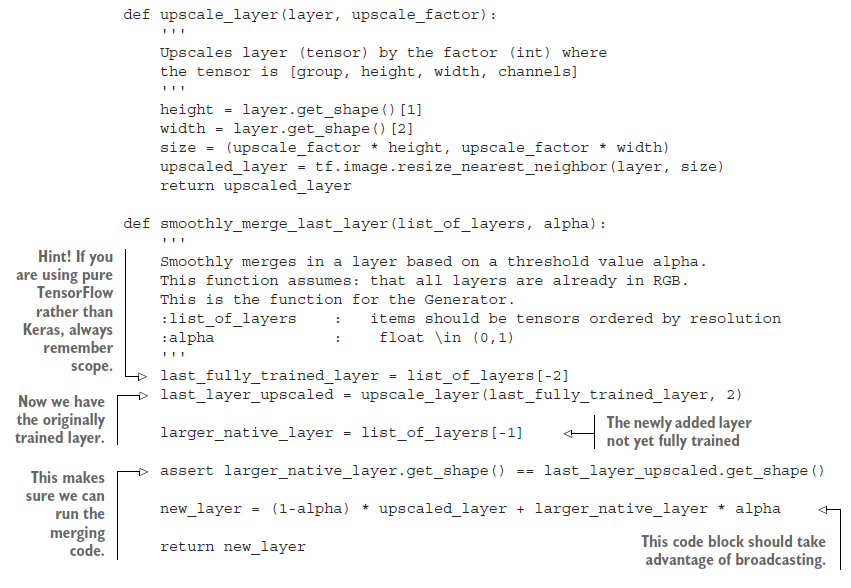 def upscale_layer(layer, upscale_factor):
'''
Upscales layer (tensor) by the factor (int) where
the tensor is [group, height, width, channels]
'''
height = layer.get_shape()[1]
width = layer.get_shape()[2]
size = (upscale_factor * height, upscale_factor * width)
upscaled_layer = tf.image.resize_nearest_neighbor(layer, size)
return upscaled_layer
def smoothly_merge_last_layer(list_of_layers, alpha):
'''
Smoothly merges in a layer based on a threshold value alpha.
This function assumes: that all layers are already in RGB.
This is the function for the Generator.
:list_of_layers : items should be tensors ordered by resolution
:alpha : float \in (0,1)
'''
Hint! If you
are using pure
TensorFlow
rather than
Keras, always
remember
scope.
last_fully_trained_layer = list_of_layers[-2]
last_layer_upscaled = upscale_layer(last_fully_trained_layer, 2)
Now we have
the originally
trained layer.
larger_native_layer = list_of_layers[-1]
The newly added layer
not yet fully trained
assert larger_native_layer.get_shape() == last_layer_upscaled.get_shape()
This makes
sure we can
run the
merging
code.
new_layer = (1-alpha) * upscaled_layer + larger_native_layer * alpha
This code block should take
advantage of broadcasting.
return new_layer